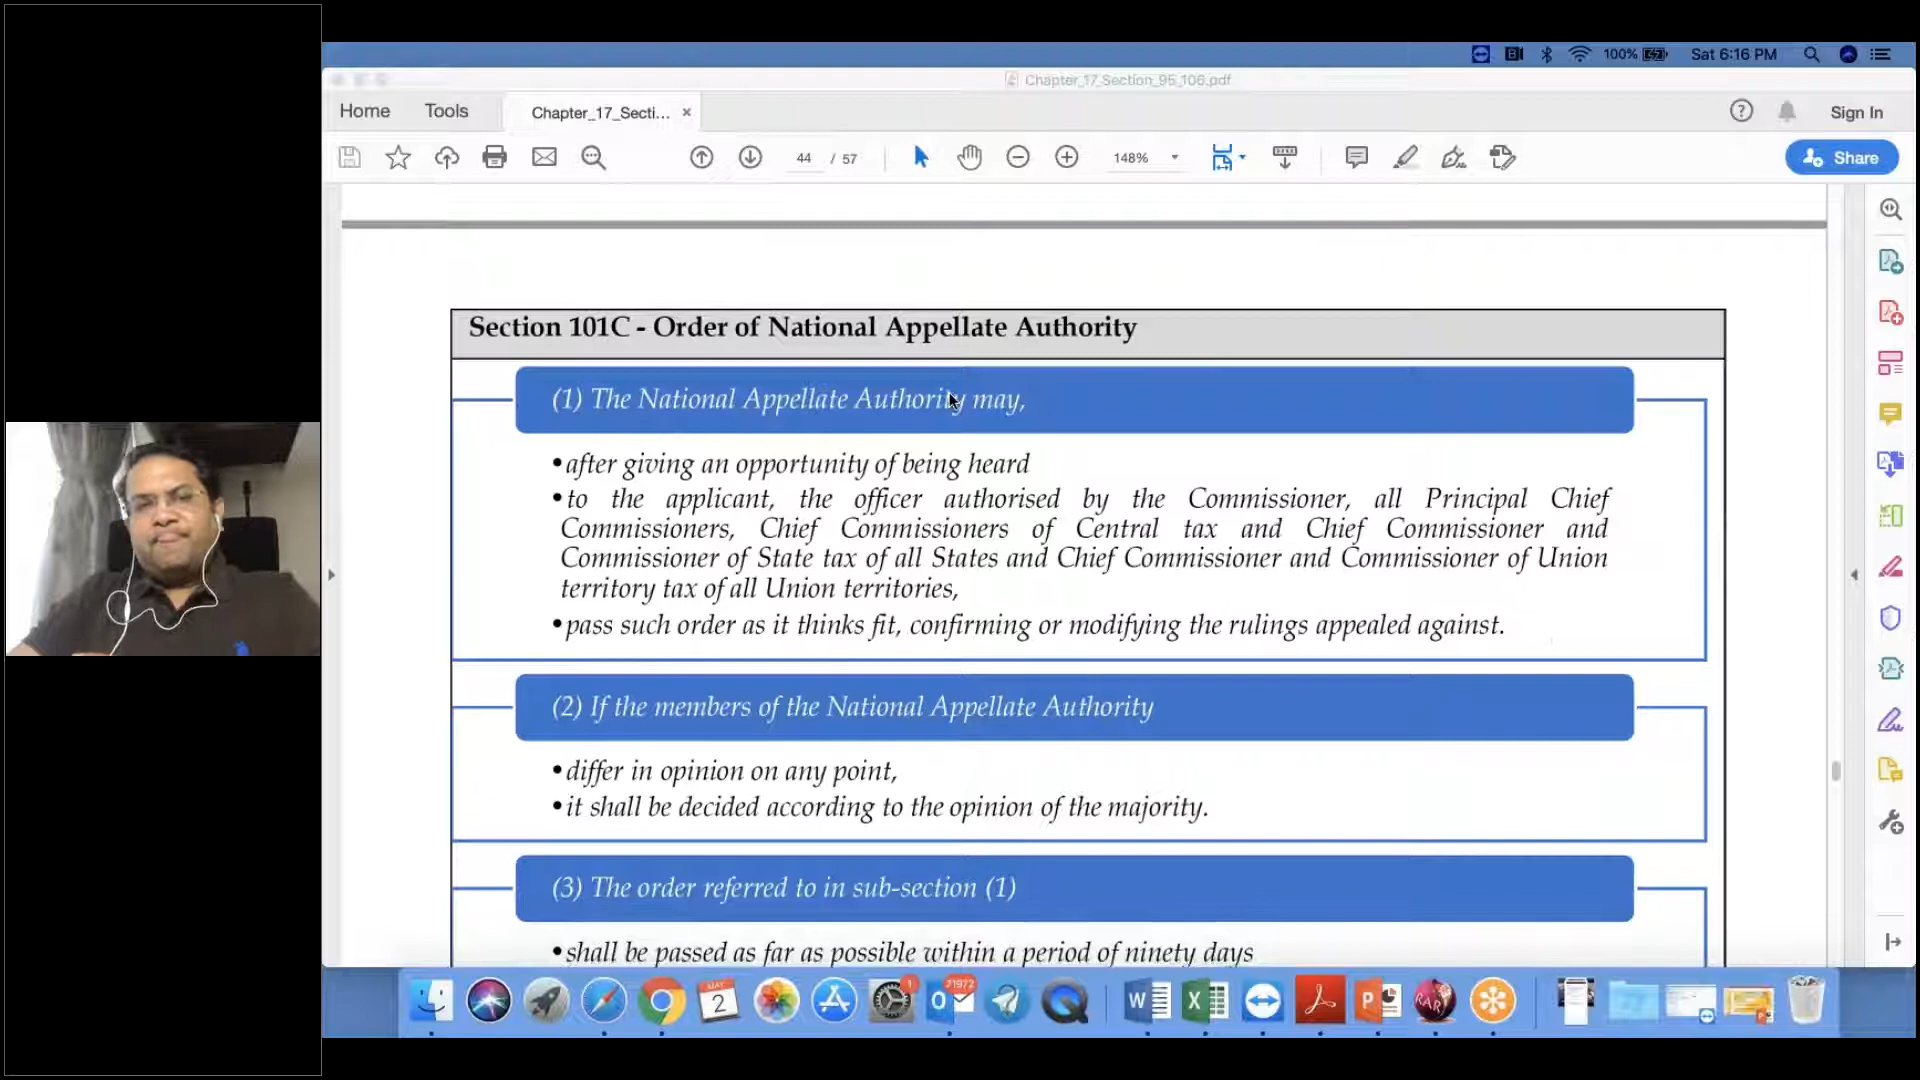 100% Sat 6:16 PM
Chapter_17_Section_95_106.pdf
Home Tools Chapter_17_Secti... × Sign In
44 / 57 148% Share
Section 101C - Order of National Appellate Authority
(1) The National Appellate Authority may,
•after giving an opportunity of being heard
•to the applicant, the officer authorised by the Commissioner, all Principal Chief
Commissioners, Chief Commissioners of Central tax and Chief Commissioner and
Commissioner of State tax of all States and Chief Commissioner and Commissioner of Union
territory tax of all Union territories,
•pass such order as it thinks fit, confirming or modifying the rulings appealed against.
(2) If the members of the National Appellate Authority
•differ in opinion on any point,
•it shall be decided according to the opinion of the majority.
(3) The order referred to in sub-section (1)
•shall be passed as far as possible within a period of ninety days
MAY
2
1
71972
W
X
P
RAR